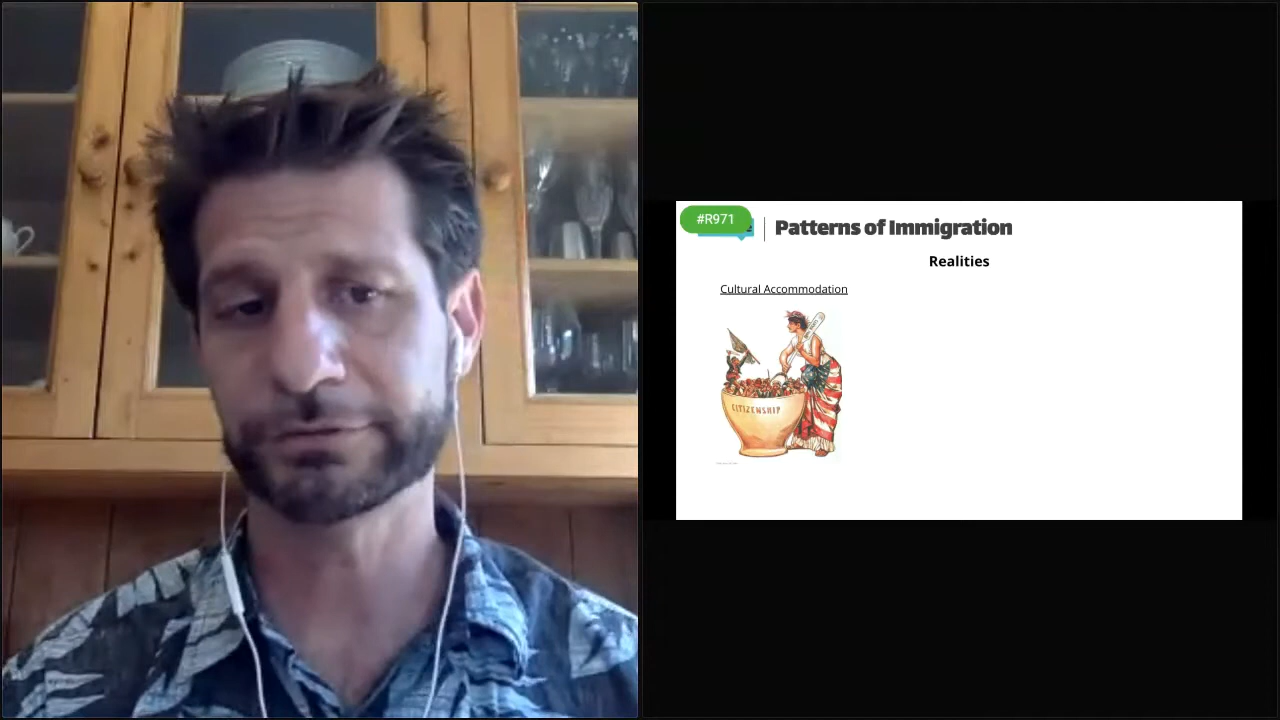 #R971
Patterns of Immigration
Realities
Cultural Accommodation
CITIZENSHIP